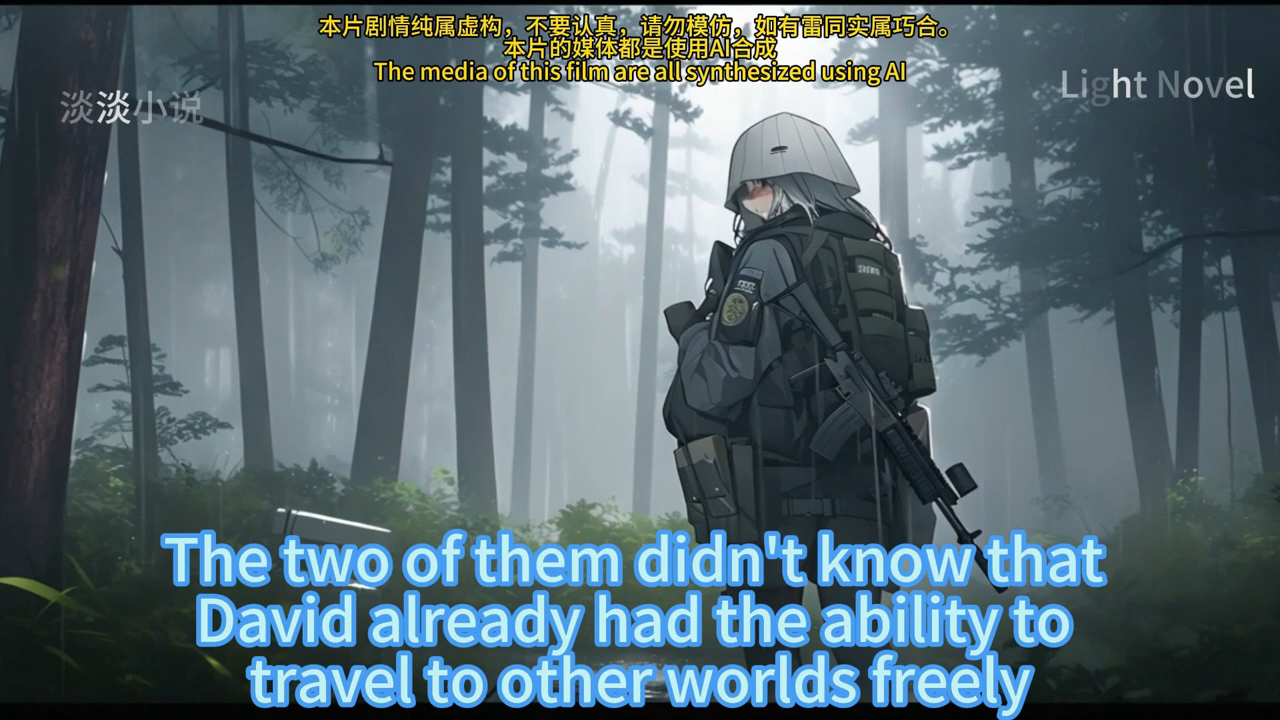 本片剧情纯属虚构，不要认真，请勿模仿，如有雷同实属巧合。
本片的媒体都是使用AI合成
The media of this film are all synthesized using AI
淡淡小说
Light Novel
The two of them didn't know that
David already had the ability to
travel to other worlds freely